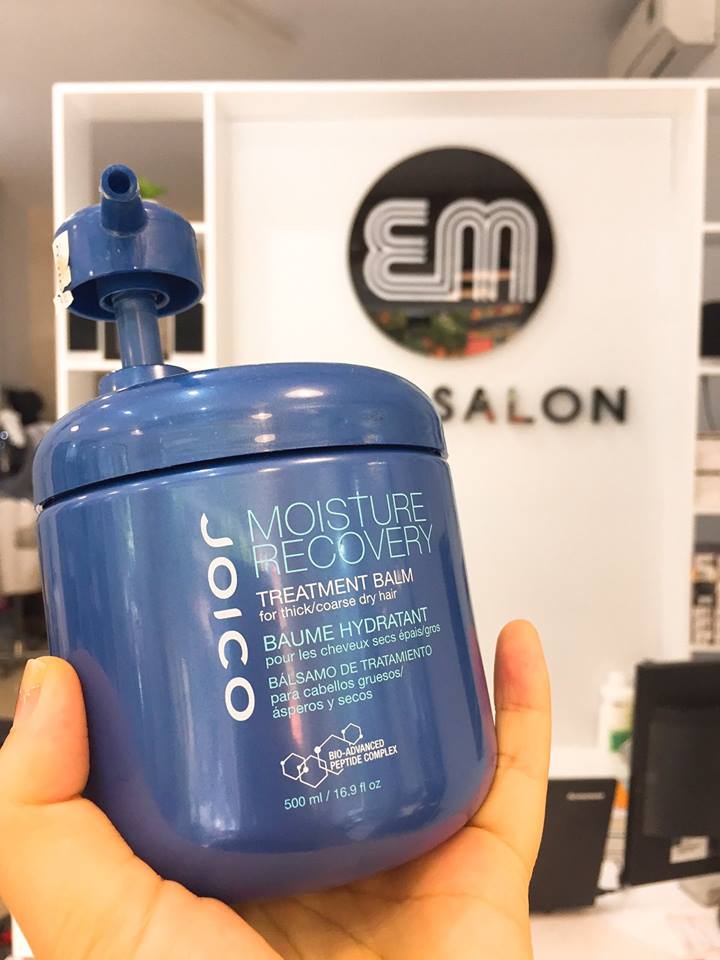 EM
SALON
JOICO
MOISTURE
RECOVERY
TREATMENT BALM
for thick/coarse dry hair
BAUME HYDRATANT
pour les cheveux secs épais/gros
BÁLSAMO DE TRATAMIENTO
para cabellos gruesos/
ásperos y secos
BIO-ADVANCED
PEPTIDE COMPLEX
500 ml / 16.9 fl oz